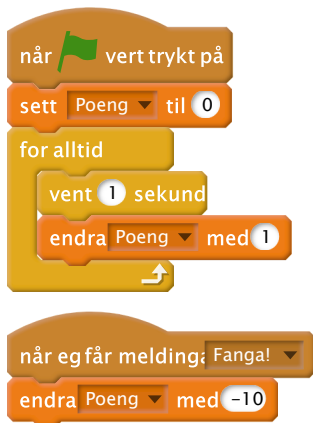 når vert trykt på
sett Poeng til 0
for alltid
vent 1 sekund
endra Poeng med 1
når eg får meldinga Fanga!
endra Poeng med -10